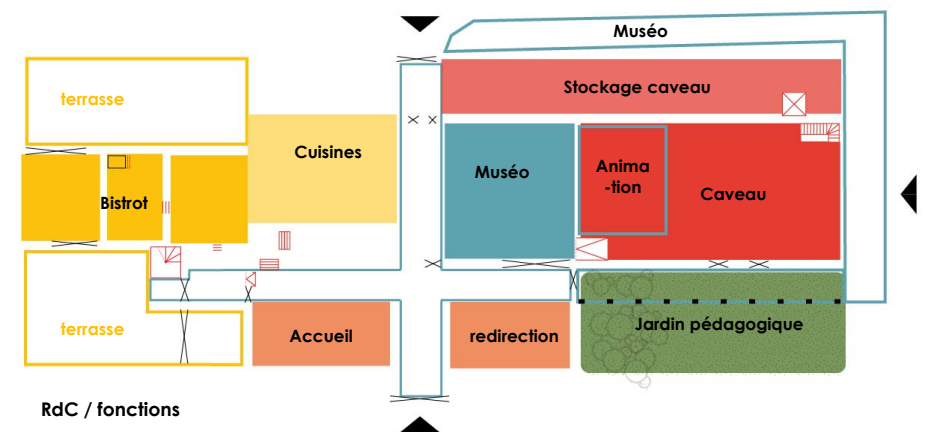 Muséo
Stockage caveau
terrasse
Cuisines
Muséo
Anima
-tion
Caveau
Bistrot
terrasse
Accueil
redirection
Jardin pédagogique
RdC / fonctions